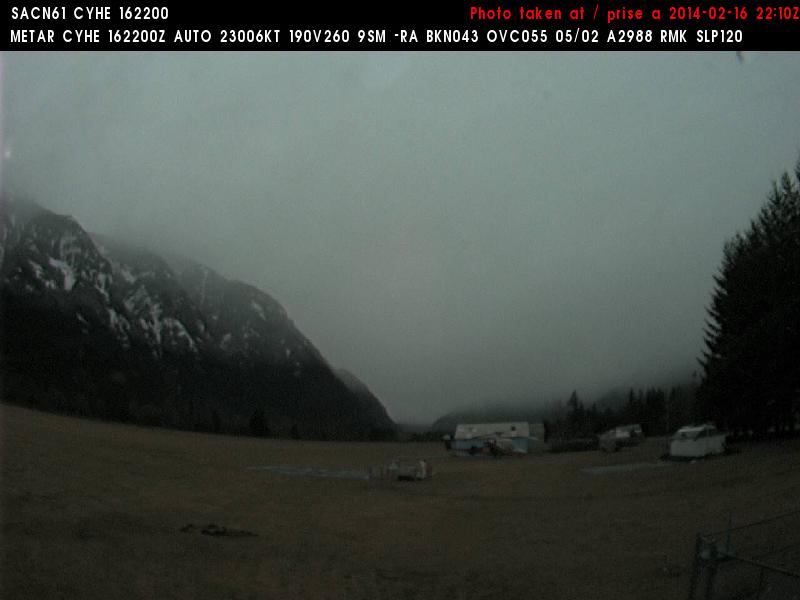 SACN61 CYHE 162200 Photo taken at / prise a 2014-02-16 22:10Z
METAR CYHE 162200Z AUTO 23006KT 190V260 9SM -RA BKN043 OVC055 05/02 A2988 RMK SLP120